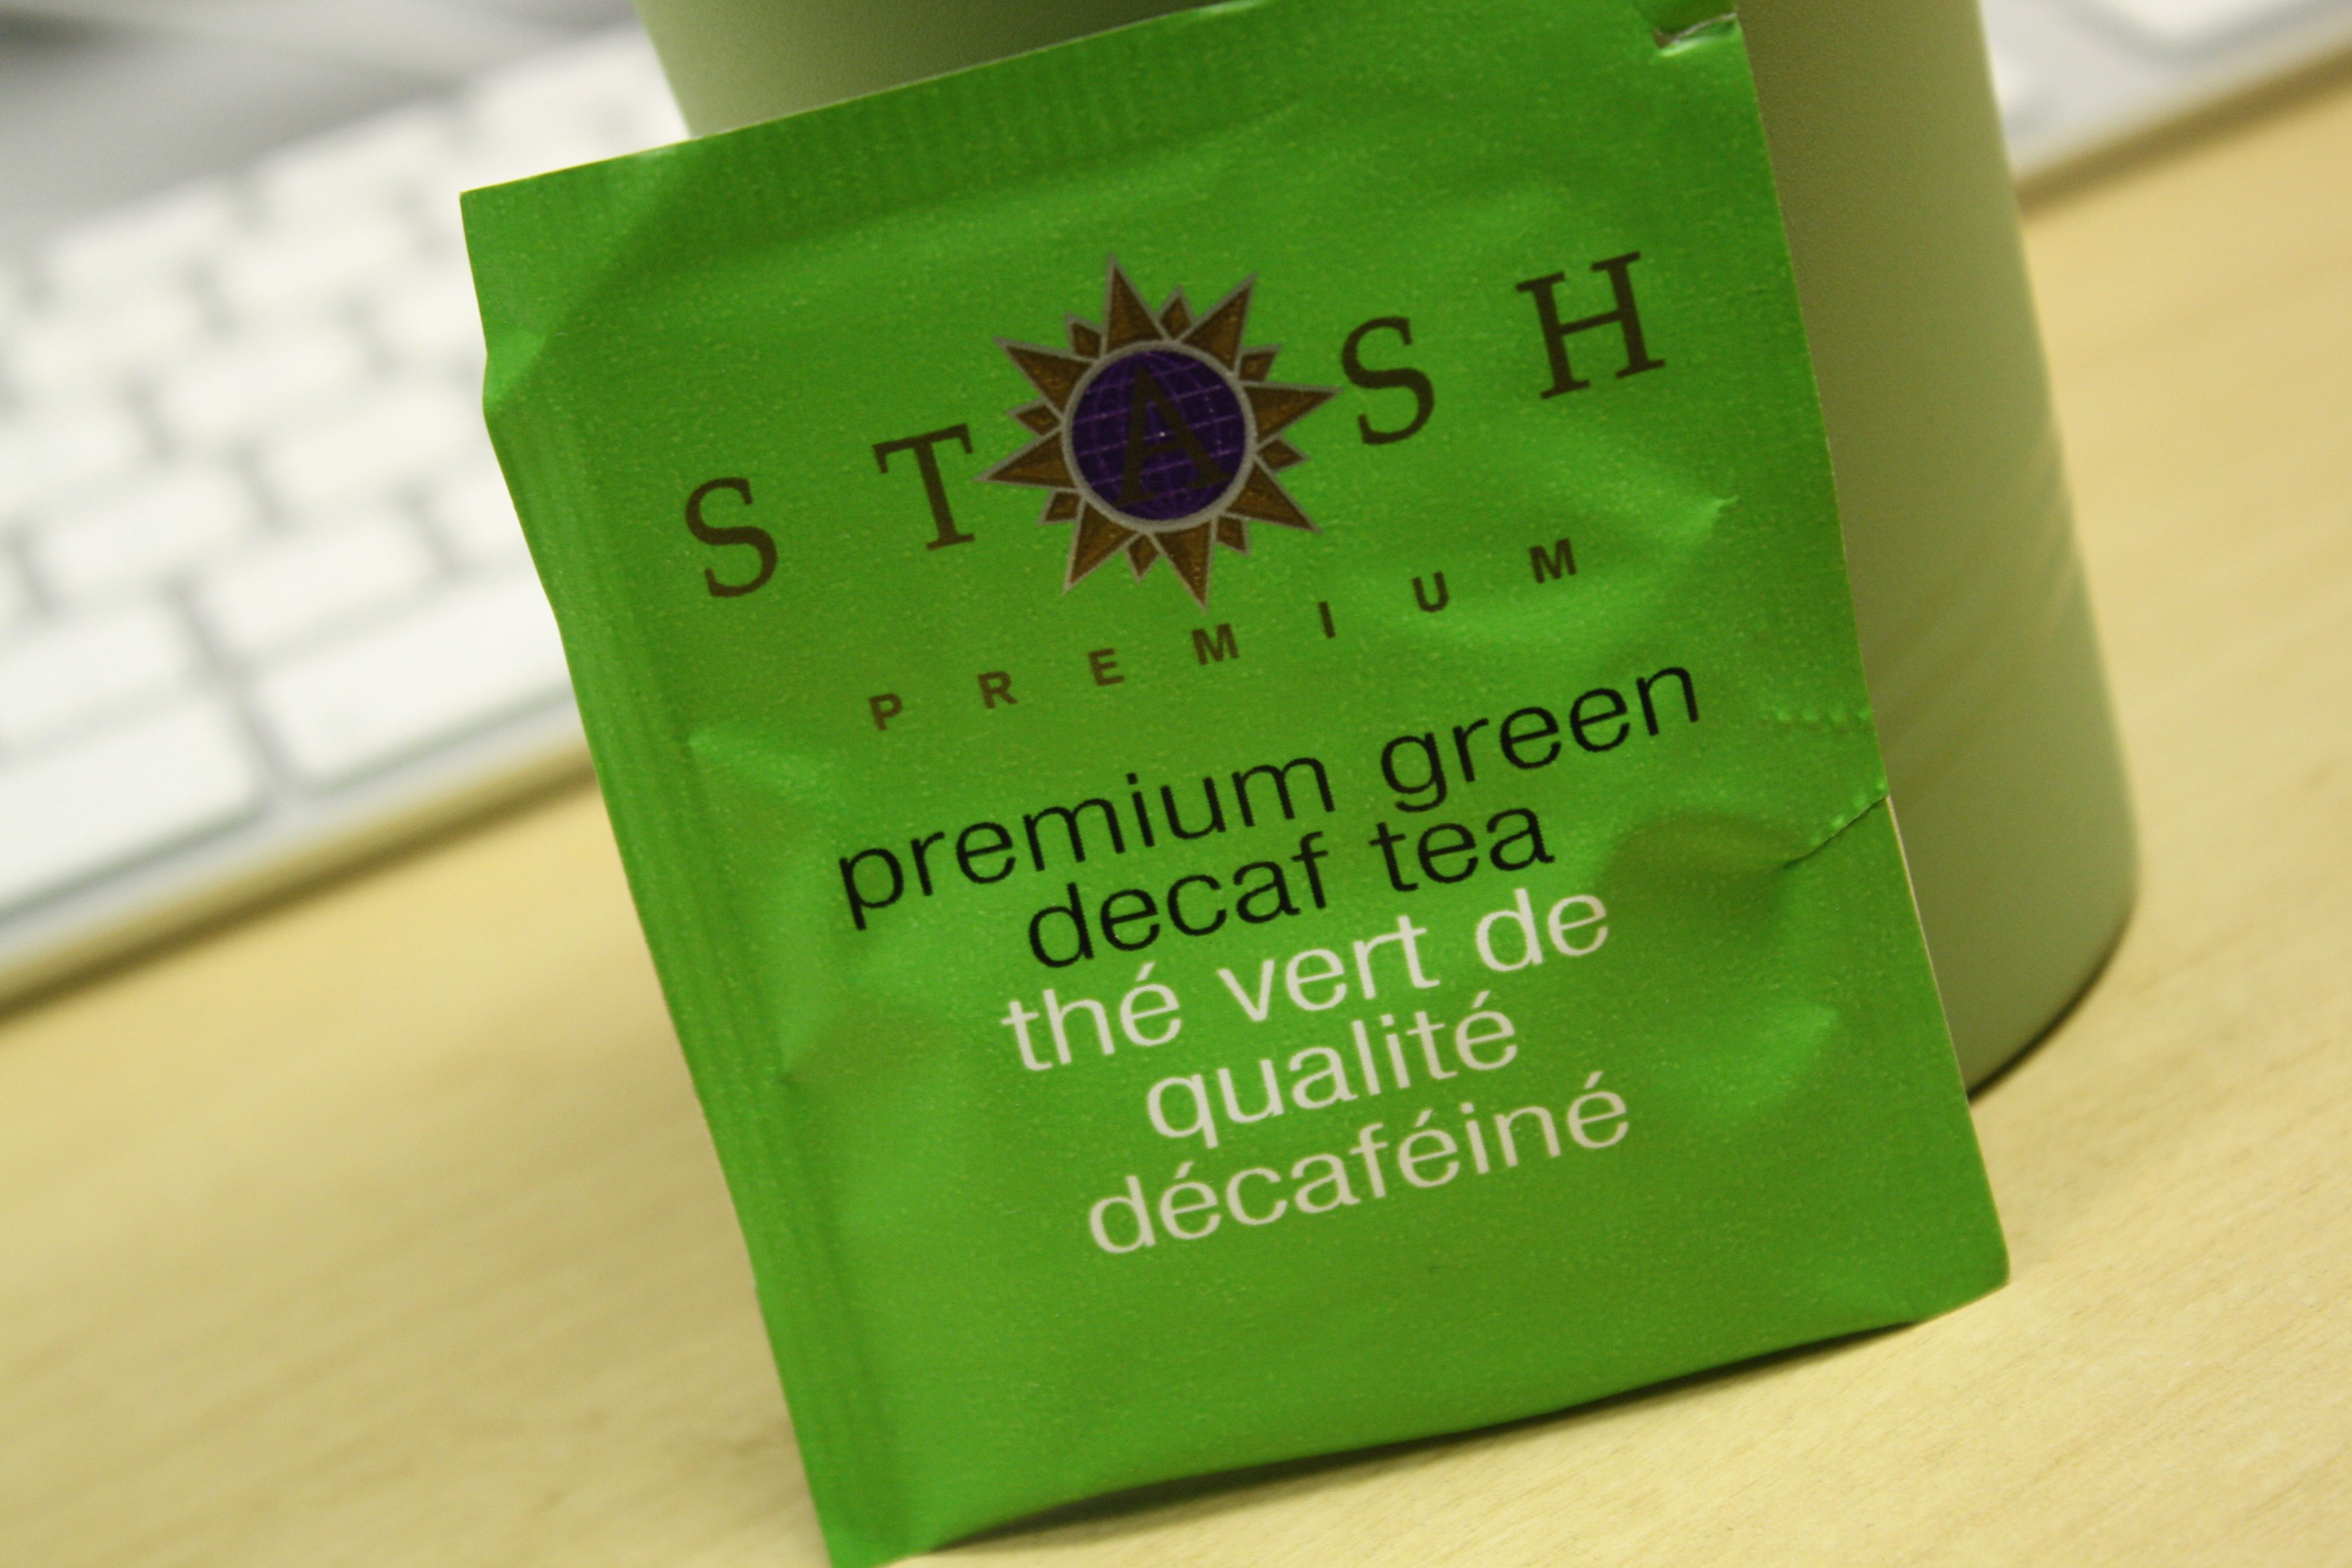 STASH
PREMIUM
premium green
decaf tea
thé vert de
qualité
décaféiné